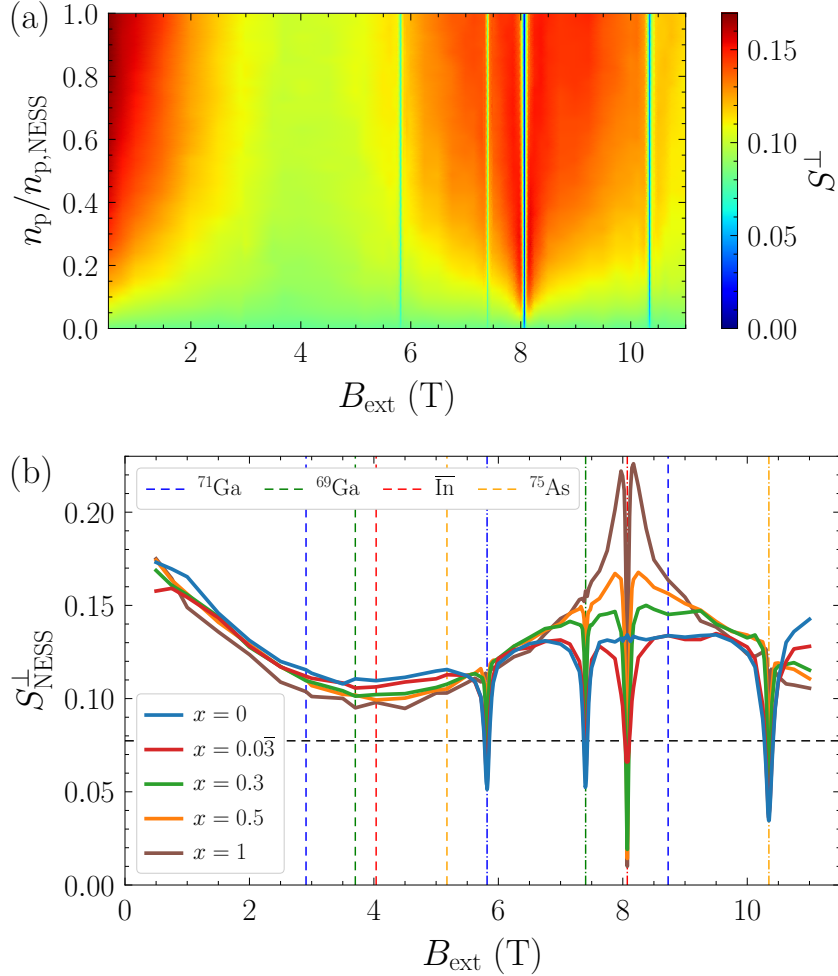 (a)
1.0
0.8
0.6
0.4
0.2
0.0
n_p/n_p,NESS
2
4
6
8
10
B_ext (T)
0.15
0.10
0.05
0.00
S^⊥
(b)
⁷¹Ga
⁶⁹Ga
I̅n̅
⁷⁵As
0.20
0.15
0.10
0.05
0.00
S^⊥_NESS
x = 0
x = 0.03̅
x = 0.3
x = 0.5
x = 1
0
2
4
6
8
10
B_ext (T)